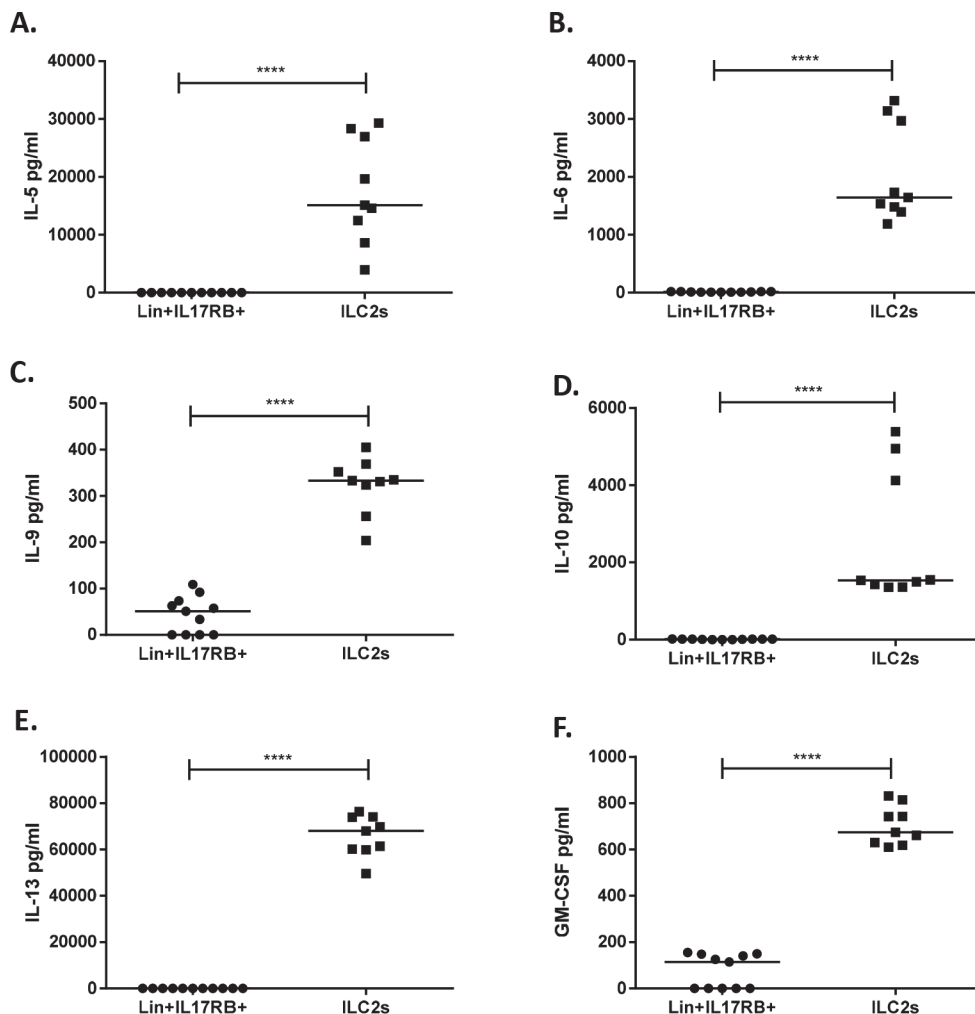 A.
IL-5 pg/ml
40000
30000
20000
10000
0
****
Lin+IL17RB+
ILC2s
B.
IL-6 pg/ml
4000
3000
2000
1000
0
****
Lin+IL17RB+
ILC2s
C.
IL-9 pg/ml
500
400
300
200
100
0
****
Lin+IL17RB+
ILC2s
D.
IL-10 pg/ml
6000
4000
2000
0
****
Lin+IL17RB+
ILC2s
E.
IL-13 pg/ml
100000
80000
60000
40000
20000
0
****
Lin+IL17RB+
ILC2s
F.
GM-CSF pg/ml
1000
800
600
400
200
0
****
Lin+IL17RB+
ILC2s